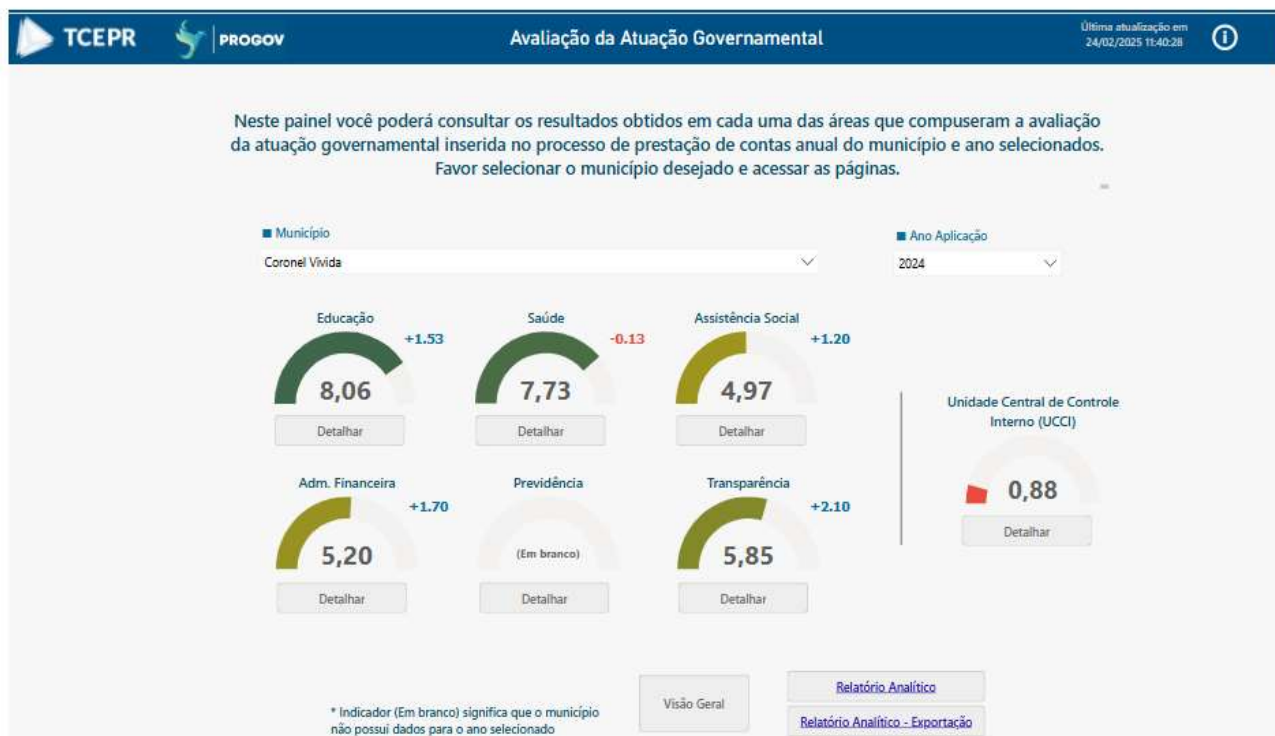 TCEPR
PROGOV
Avaliação da Atuação Governamental
Última atualização em
24/02/2025 11:40:28
Neste painel você poderá consultar os resultados obtidos em cada uma das áreas que compuseram a avaliação
da atuação governamental inserida no processo de prestação de contas anual do município e ano selecionados.
Favor selecionar o município desejado e acessar as páginas.
Município
Coronel Vivida
Ano Aplicação
2024
Educação
+1.53
8,06
Detalhar
Saúde
-0.13
7,73
Detalhar
Assistência Social
+1.20
4,97
Detalhar
Unidade Central de Controle
Interno (UCCI)
0,88
Detalhar
Adm. Financeira
+1.70
5,20
Detalhar
Previdência
(Em branco)
Detalhar
Transparência
+2.10
5,85
Detalhar
* Indicador (Em branco) significa que o município
não possui dados para o ano selecionado
Visão Geral
Relatório Analítico
Relatório Analítico - Exportação